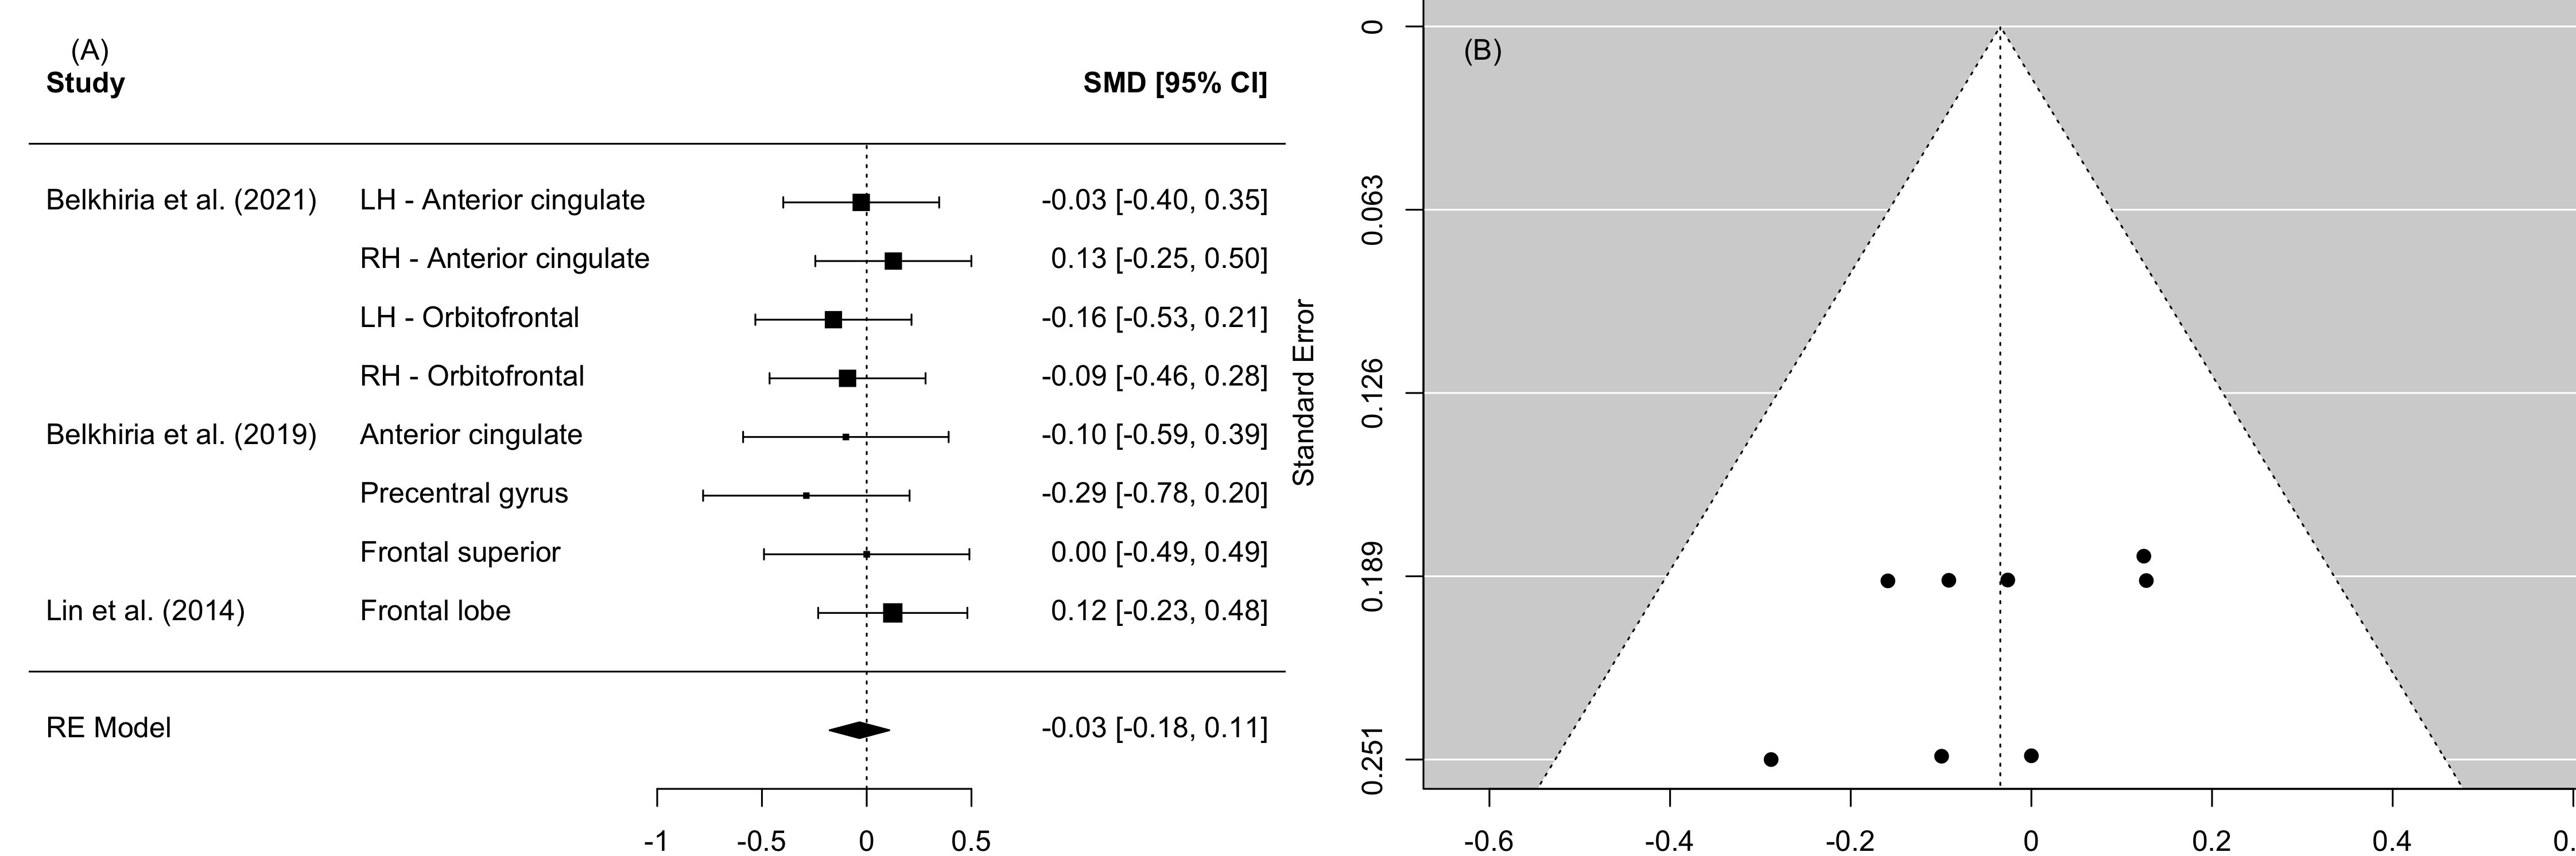 (A)
Study SMD [95% CI]
Belkhiria et al. (2021) LH - Anterior cingulate -0.03 [-0.40, 0.35]
RH - Anterior cingulate 0.13 [-0.25, 0.50]
LH - Orbitofrontal -0.16 [-0.53, 0.21]
RH - Orbitofrontal -0.09 [-0.46, 0.28]
Belkhiria et al. (2019) Anterior cingulate -0.10 [-0.59, 0.39]
Precentral gyrus -0.29 [-0.78, 0.20]
Frontal superior 0.00 [-0.49, 0.49]
Lin et al. (2014) Frontal lobe 0.12 [-0.23, 0.48]
RE Model -0.03 [-0.18, 0.11]
-1 -0.5 0 0.5
(B)
Standard Error
0
0.063
0.126
0.189
0.251
-0.6 -0.4 -0.2 0 0.2 0.4